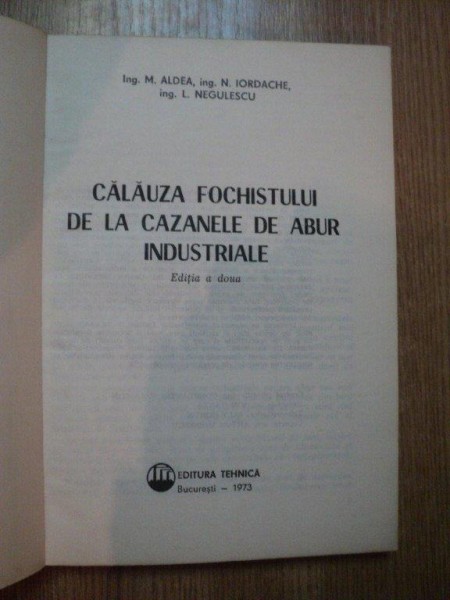 Ing. M. ALDEA, ing. N. IORDACHE,
ing. L. NEGULESCU
CĂLĂUZA FOCHISTULUI
DE LA CAZANELE DE ABUR
INDUSTRIALE
Ediția a doua
EDITURA TEHNICĂ
București – 1973